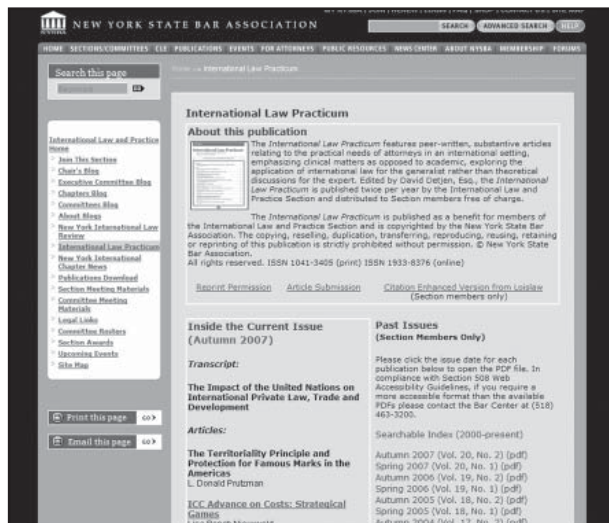 NEW YORK STATE BAR ASSOCIATION
SEARCH ADVANCED SEARCH HELP
HOME SECTIONS/COMMITTEES CLE PUBLICATIONS EVENTS FOR ATTORNEYS PUBLIC RESOURCES NEWS CENTER ABOUT NYSBA MEMBERSHIP FORUMS
Search this page
International Law Practicum
International Law and Practice
Home
Join This Section
Chair's Blog
Executive Committee Blog
Chapters Blog
Committees Blog
About Blogs
New York International Law
Review
International Law Practicum
New York International
Chapter News
Publications Download
Section Meeting Materials
Committee Meeting
Materials
Legal Links
Committee Rosters
Section Awards
Upcoming Events
Site Map
Print this page GO>
Email this page GO>
International Law Practicum
About this publication
The International Law Practicum features peer-written, substantive articles
relating to the practical needs of attorneys in an international setting,
emphasizing clinical matters as opposed to academic, exploring the
application of international law for the generalist rather than theoretical
discussions for the expert. Edited by David Detjen, Esq., the International
Law Practicum is published twice per year by the International Law and
Practice Section and distributed to Section members free of charge.
The International Law Practicum is published as a benefit for members of
the International Law and Practice Section and is copyrighted by the New York State Bar
Association. The copying, reselling, duplication, transferring, reproducing, reusing, retaining
or reprinting of this publication is strictly prohibited without permission. © New York State
Bar Association.
All rights reserved. ISSN 1041-3405 (print) ISSN 1933-8376 (online)
Reprint Permission Article Submission Citation Enhanced Version from Loislaw
(Section members only)
Inside the Current Issue
(Autumn 2007)
Transcript:
The Impact of the United Nations on
International Private Law, Trade and
Development
Articles:
The Territoriality Principle and
Protection for Famous Marks in the
Americas
L. Donald Prutzman
ICC Advance on Costs: Strategical
Games
Past Issues
(Section Members Only)
Please click the issue date for each
publication below to open the PDF file. In
compliance with Section 508 Web
Accessibility Guidelines, if you require a
more accessible format than the available
PDFs please contact the Bar Center at (518)
463-3200.
Searchable Index (2000-present)
Autumn 2007 (Vol. 20, No. 2) (pdf)
Spring 2007 (Vol. 20, No. 1) (pdf)
Autumn 2006 (Vol. 19, No. 2) (pdf)
Spring 2006 (Vol. 19, No. 1) (pdf)
Autumn 2005 (Vol. 18, No. 2) (pdf)
Spring 2005 (Vol. 18, No. 1) (pdf)
Autumn 2004 (Vol. 17, No. 2) (pdf)